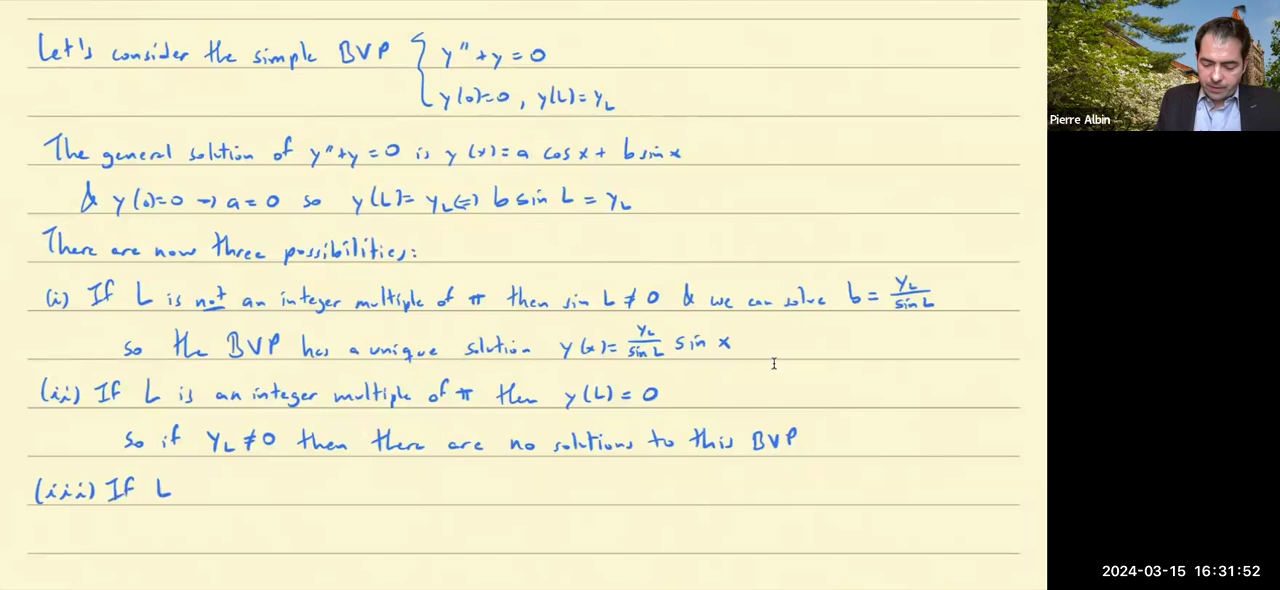 Let's consider the simple BVP { y" + y = 0
y(0)=0, y(L)= y_L
The general solution of y"+y=0 is y(x)= a cos x + b sin x
& y(0)=0 → a=0 so y(L)= y_L ⇔ b sin L = y_L
There are now three possibilities:
(i) If L is not an integer multiple of π then sin L ≠ 0 & we can solve b = y_L / sin L
so the BVP has a unique solution y(x)= y_L / sin L sin x
(ii) If L is an integer multiple of π then y(L) = 0
So if y_L ≠ 0 then there are no solutions to this BVP
(iii) If L
Pierre Albin
2024-03-15 16:31:52